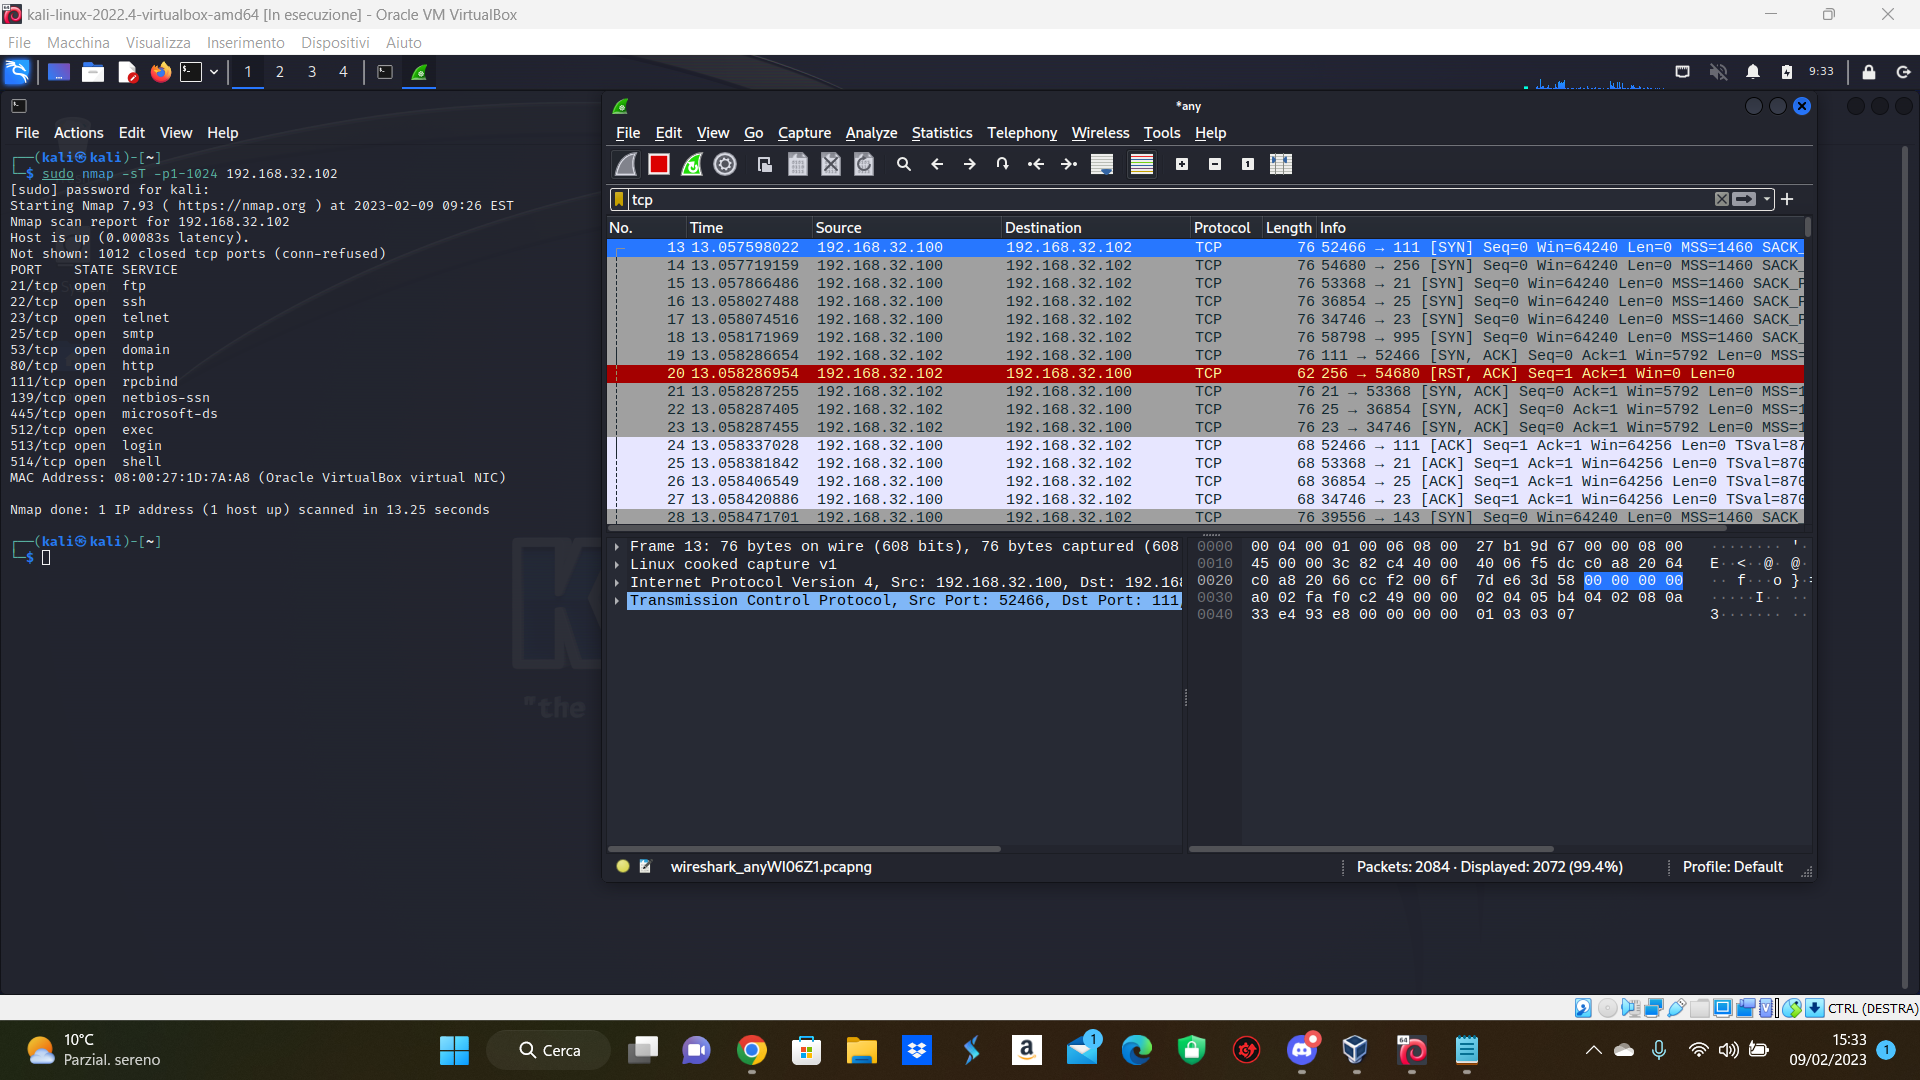 kali-linux-2022.4-virtualbox-amd64 [In esecuzione] - Oracle VM VirtualBox
File Macchina Visualizza Inserimento Dispositivi Aiuto
1 2 3 4 9:33
File Actions Edit View Help
(kali㉿kali)-[~]
$ sudo nmap -sT -p1-1024 192.168.32.102
[sudo] password for kali:
Starting Nmap 7.93 ( https://nmap.org ) at 2023-02-09 09:26 EST
Nmap scan report for 192.168.32.102
Host is up (0.00083s latency).
Not shown: 1012 closed tcp ports (conn-refused)
PORT STATE SERVICE
21/tcp open ftp
22/tcp open ssh
23/tcp open telnet
25/tcp open smtp
53/tcp open domain
80/tcp open http
111/tcp open rpcbind
139/tcp open netbios-ssn
445/tcp open microsoft-ds
512/tcp open exec
513/tcp open login
514/tcp open shell
MAC Address: 08:00:27:1D:7A:A8 (Oracle VirtualBox virtual NIC)
Nmap done: 1 IP address (1 host up) scanned in 13.25 seconds
(kali㉿kali)-[~]
$
"the
*any
File Edit View Go Capture Analyze Statistics Telephony Wireless Tools Help
tcp
No. Time Source Destination Protocol Length Info
13 13.057598022 192.168.32.100 192.168.32.102 TCP 76 52466 → 111 [SYN] Seq=0 Win=64240 Len=0 MSS=1460 SACK_
14 13.057719159 192.168.32.100 192.168.32.102 TCP 76 54680 → 256 [SYN] Seq=0 Win=64240 Len=0 MSS=1460 SACK_
15 13.057866486 192.168.32.100 192.168.32.102 TCP 76 53368 → 21 [SYN] Seq=0 Win=64240 Len=0 MSS=1460 SACK_P
16 13.058027488 192.168.32.100 192.168.32.102 TCP 76 36854 → 25 [SYN] Seq=0 Win=64240 Len=0 MSS=1460 SACK_P
17 13.058074516 192.168.32.100 192.168.32.102 TCP 76 34746 → 23 [SYN] Seq=0 Win=64240 Len=0 MSS=1460 SACK_P
18 13.058171969 192.168.32.100 192.168.32.102 TCP 76 58798 → 995 [SYN] Seq=0 Win=64240 Len=0 MSS=1460 SACK_
19 13.058286654 192.168.32.102 192.168.32.100 TCP 76 111 → 52466 [SYN, ACK] Seq=0 Ack=1 Win=5792 Len=0 MSS=
20 13.058286954 192.168.32.102 192.168.32.100 TCP 62 256 → 54680 [RST, ACK] Seq=1 Ack=1 Win=0 Len=0
21 13.058287255 192.168.32.102 192.168.32.100 TCP 76 21 → 53368 [SYN, ACK] Seq=0 Ack=1 Win=5792 Len=0 MSS=1
22 13.058287405 192.168.32.102 192.168.32.100 TCP 76 25 → 36854 [SYN, ACK] Seq=0 Ack=1 Win=5792 Len=0 MSS=1
23 13.058287455 192.168.32.102 192.168.32.100 TCP 76 23 → 34746 [SYN, ACK] Seq=0 Ack=1 Win=5792 Len=0 MSS=1
24 13.058337028 192.168.32.100 192.168.32.102 TCP 68 52466 → 111 [ACK] Seq=1 Ack=1 Win=64256 Len=0 TSval=87
25 13.058381842 192.168.32.100 192.168.32.102 TCP 68 53368 → 21 [ACK] Seq=1 Ack=1 Win=64256 Len=0 TSval=870
26 13.058406549 192.168.32.100 192.168.32.102 TCP 68 36854 → 25 [ACK] Seq=1 Ack=1 Win=64256 Len=0 TSval=870
27 13.058420886 192.168.32.100 192.168.32.102 TCP 68 34746 → 23 [ACK] Seq=1 Ack=1 Win=64256 Len=0 TSval=870
28 13.058471701 192.168.32.100 192.168.32.102 TCP 76 39556 → 143 [SYN] Seq=0 Win=64240 Len=0 MSS=1460 SACK
Frame 13: 76 bytes on wire (608 bits), 76 bytes captured (608
Linux cooked capture v1
Internet Protocol Version 4, Src: 192.168.32.100, Dst: 192.168
Transmission Control Protocol, Src Port: 52466, Dst Port: 111,
0000 00 04 00 01 00 06 08 00 27 b1 9d 67 00 00 08 00 ········ '·
0010 45 00 00 3c 82 c4 40 00 40 06 f5 dc c0 a8 20 64 E··<··@· @·
0020 c0 a8 20 66 cc f2 00 6f 7d e6 3d 58 00 00 00 00 ·· f···o }·=
0030 a0 02 fa f0 c2 49 00 00 02 04 05 b4 04 02 08 0a ·····I·· ··
0040 33 e4 93 e8 00 00 00 00 01 03 03 07 3······· ··
wireshark_anyWI06Z1.pcapng Packets: 2084 · Displayed: 2072 (99.4%) Profile: Default
CTRL (DESTRA)
10°C
Parzial. sereno
Cerca
1
15:33
09/02/2023
1